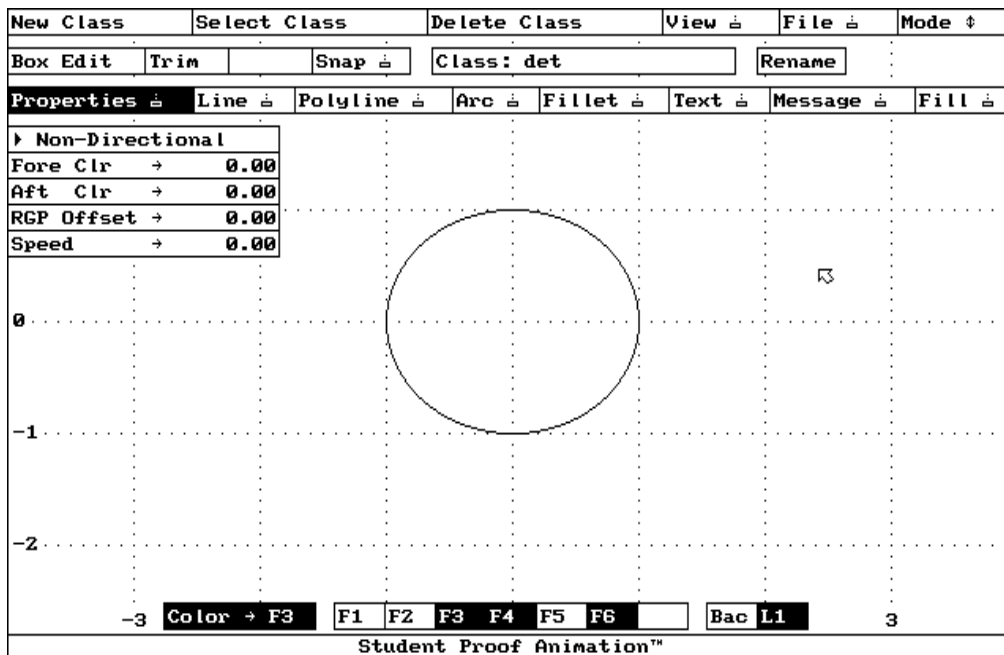 New Class Select Class Delete Class View File Mode
Box Edit Trim Snap Class: det Rename
Properties Line Polyline Arc Fillet Text Message Fill
Non-Directional
Fore Clr → 0.00
Aft Clr → 0.00
RGP Offset → 0.00
Speed → 0.00
0
-1
-2
-3 Color → F3 F1 F2 F3 F4 F5 F6 Bac L1 3
Student Proof Animation™